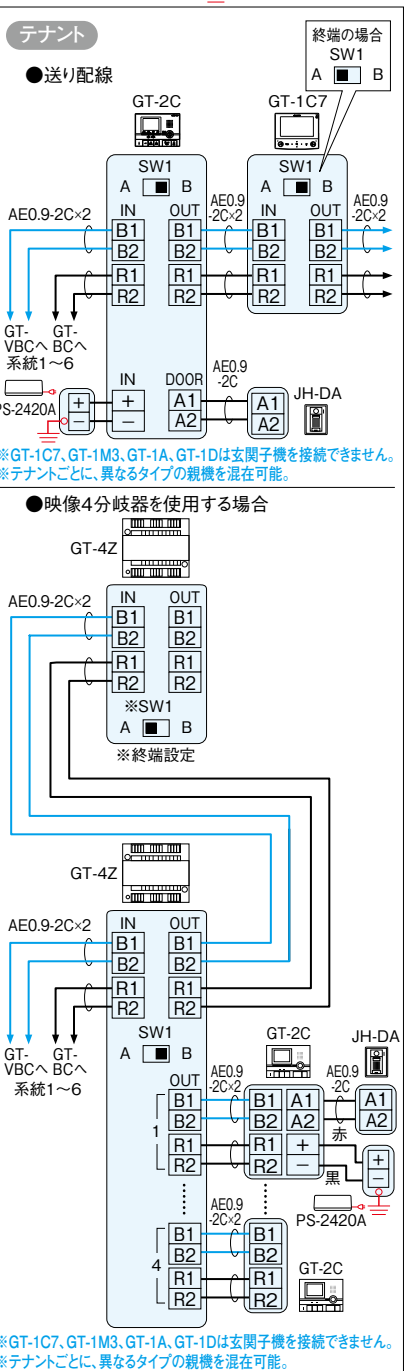 テナント
終端の場合
SW1
A B
●送り配線
GT-2C
GT-1C7
SW1
A B
SW1
A B
AE0.9-2C×2
IN
OUT
AE0.9
-2C×2
IN
OUT
AE0.9
-2C×2
B1
B1
B1
B1
B2
B2
B2
B2
R1
R1
R1
R1
R2
R2
R2
R2
GT-
VBCへ
GT-
BCへ
系統1～6
PS-2420A
+
−
IN
+
−
DOOR
A1
A2
AE0.9
-2C
A1
A2
JH-DA
※GT-1C7、GT-1M3、GT-1A、GT-1Dは玄関子機を接続できません。
※テナントごとに、異なるタイプの親機を混在可能。
●映像4分岐器を使用する場合
GT-4Z
AE0.9-2C×2
IN
OUT
B1
B1
B2
B2
R1
R1
R2
R2
※SW1
A B
※終端設定
GT-4Z
AE0.9-2C×2
IN
OUT
B1
B1
B2
B2
R1
R1
R2
R2
GT-
VBCへ
GT-
BCへ
系統1～6
SW1
A B
OUT
1
B1
B2
R1
R2
AE0.9
-2C×2
GT-2C
B1
A1
B2
A2
R1
+
R2
−
AE0.9
-2C
JH-DA
A1
A2
赤
黒
+
−
PS-2420A
AE0.9
-2C×2
4
B1
B2
R1
R2
B1
B2
R1
R2
GT-2C
※GT-1C7、GT-1M3、GT-1A、GT-1Dは玄関子機を接続できません。
※テナントごとに、異なるタイプの親機を混在可能。